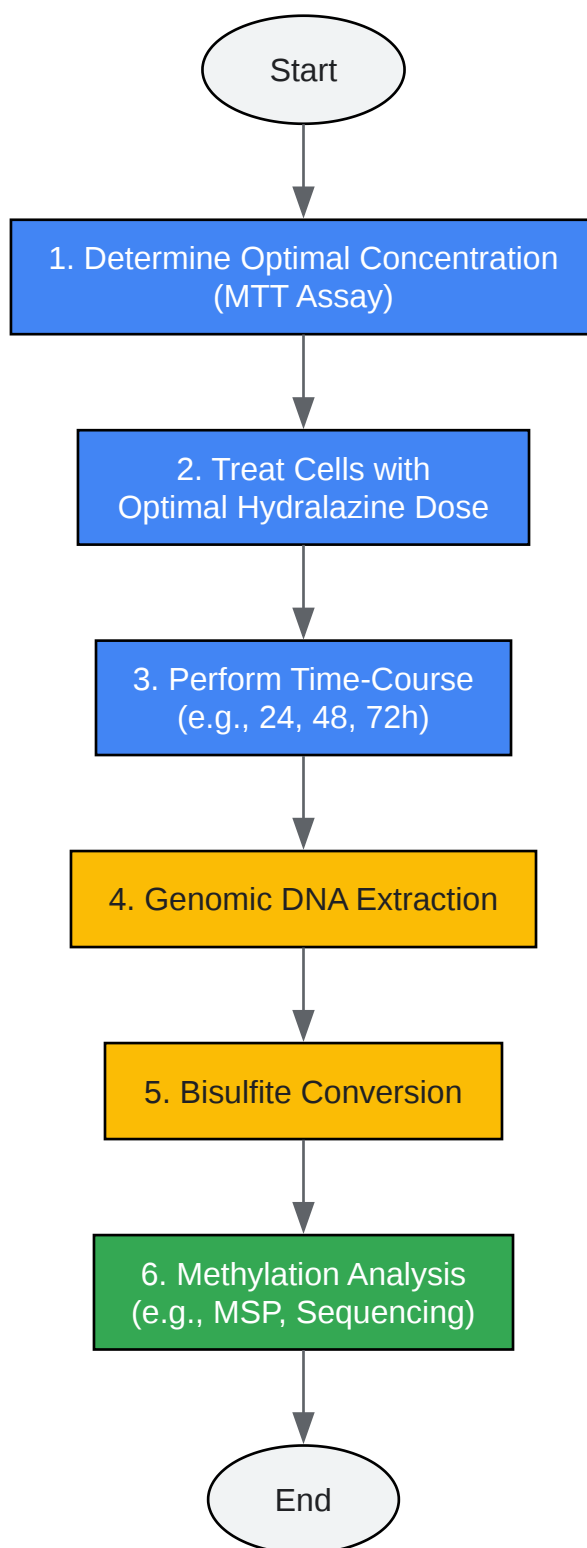 Start
1. Determine Optimal Concentration
(MTT Assay)
2. Treat Cells with
Optimal Hydralazine Dose
3. Perform Time-Course
(e.g., 24, 48, 72h)
4. Genomic DNA Extraction
5. Bisulfite Conversion
6. Methylation Analysis
(e.g., MSP, Sequencing)
End